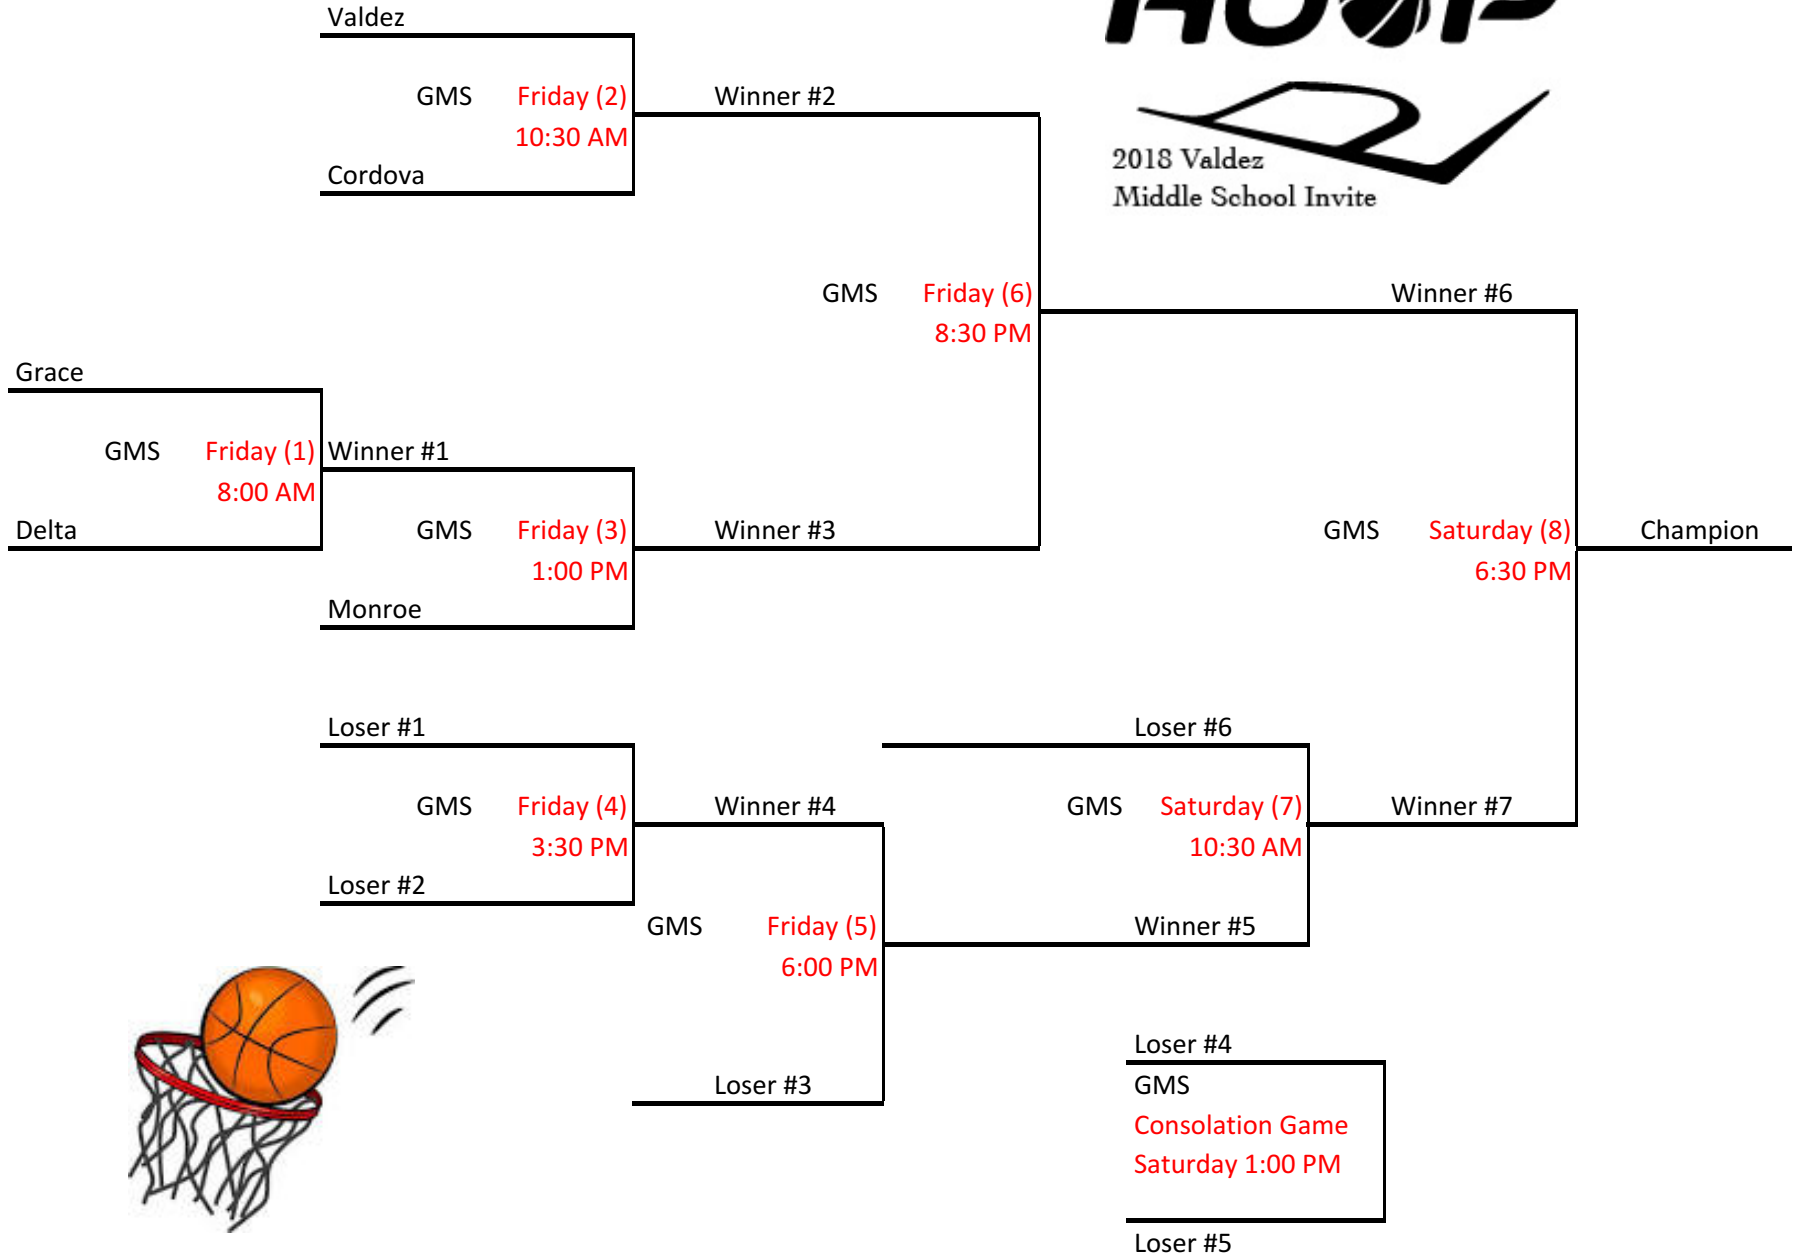 HOOP
Valdez
GMS Friday (2) Winner #2
10:30 AM
Cordova
2018 Valdez
Middle School Invite
GMS Friday (6) Winner #6
8:30 PM
Grace
GMS Friday (1) Winner #1
8:00 AM
Delta GMS Friday (3) Winner #3 GMS Saturday (8) Champion
1:00 PM 6:30 PM
Monroe
Loser #1 Loser #6
GMS Friday (4) Winner #4 GMS Saturday (7) Winner #7
3:30 PM 10:30 AM
Loser #2
GMS Friday (5) Winner #5
6:00 PM
Loser #4
Loser #3 GMS
Consolation Game
Saturday 1:00 PM
Loser #5